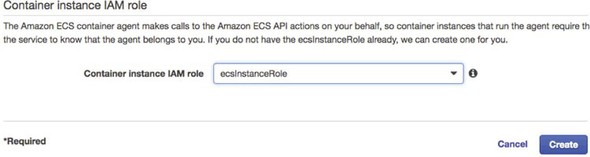 Container instance IAM role
The Amazon ECS container agent makes calls to the Amazon ECS API actions on your behalf, so container instances that run the agent require th
the service to know that the agent belongs to you. If you do not have the ecsInstanceRole already, we can create one for you.
Container instance IAM role ecsInstanceRole
*Required Cancel Create